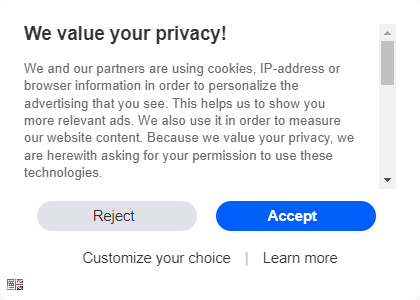 We value your privacy!
We and our partners are using cookies, IP-address or
browser information in order to personalize the
advertising that you see. This helps us to show you
more relevant ads. We also use it in order to measure
our website content. Because we value your privacy, we
are herewith asking for your permission to use these
technologies.
Reject
Accept
Customize your choice | Learn more